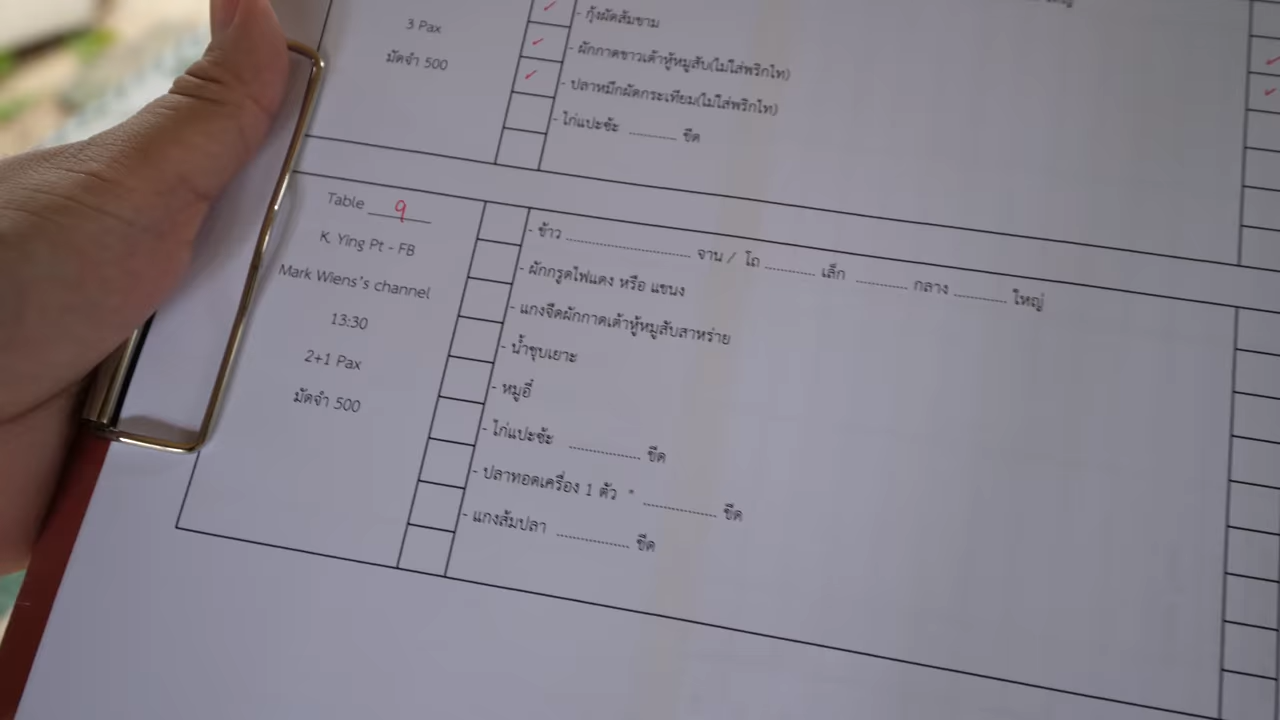 3 Pax
มัดจำ 500
- กุ้งผัดส้มขาม
- ผักกาดขาวเต้าหู้หมูสับ(ไม่ใส่พริกไท)
- ปลาหมึกผัดกระเทียม(ไม่ใส่พริกไท)
- ไก่แปะซัะ ............ ขีด
Table 9
K. Ying Pt - FB
Mark Wiens's channel
13:30
2+1 Pax
มัดจำ 500
- ข้าว .............................. จาน / โถ ............ เล็ก ............ กลาง ............ ใหญ่
- ผักกรูดไฟแดง หรือ แขนง
- แกงจืดผักกาดเต้าหู้หมูสับสาหร่าย
- น้ำชุบเยาะ
- หมูฮี่
- ไก่แปะซัะ ................. ขีด
- ปลาทอดเครื่อง 1 ตัว * ................. ขีด
- แกงส้มปลา ................. ขีด